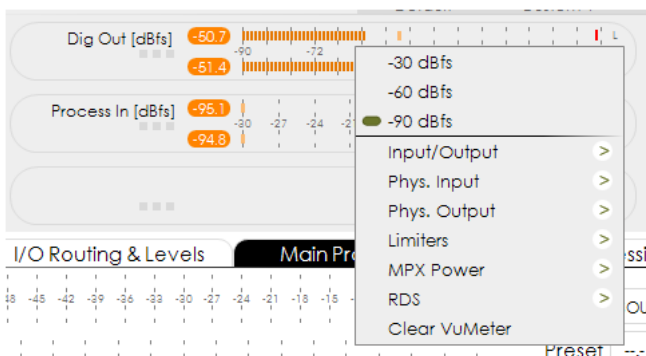 Dig Out [dBfs] -50.7 L
-90 -72
-51.4
-30 dBfs
-60 dBfs
-90 dBfs
Process In [dBfs] -95.1
-30 -27 -24
-94.8
Input/Output >
Phys. Input >
Phys. Output >
Limiters >
MPX Power >
RDS >
Clear VuMeter
I/O Routing & Levels Main
-45 -42 -39 -36 -33 -30 -27 -24 -21 -18 -15
Preset --.-